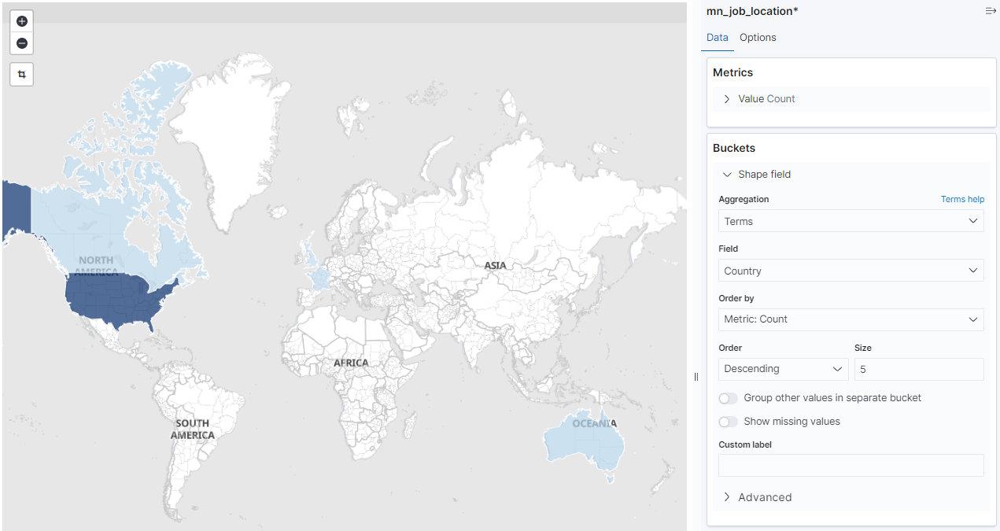 NORTH
AMERICA
ASIA
AFRICA
SOUTH
AMERICA
OCEANIA
mn_job_location*
Data Options
Metrics
Value Count
Buckets
Shape field
Aggregation Terms help
Terms
Field
Country
Order by
Metric: Count
Order Size
Descending 5
Group other values in separate bucket
Show missing values
Custom label
Advanced